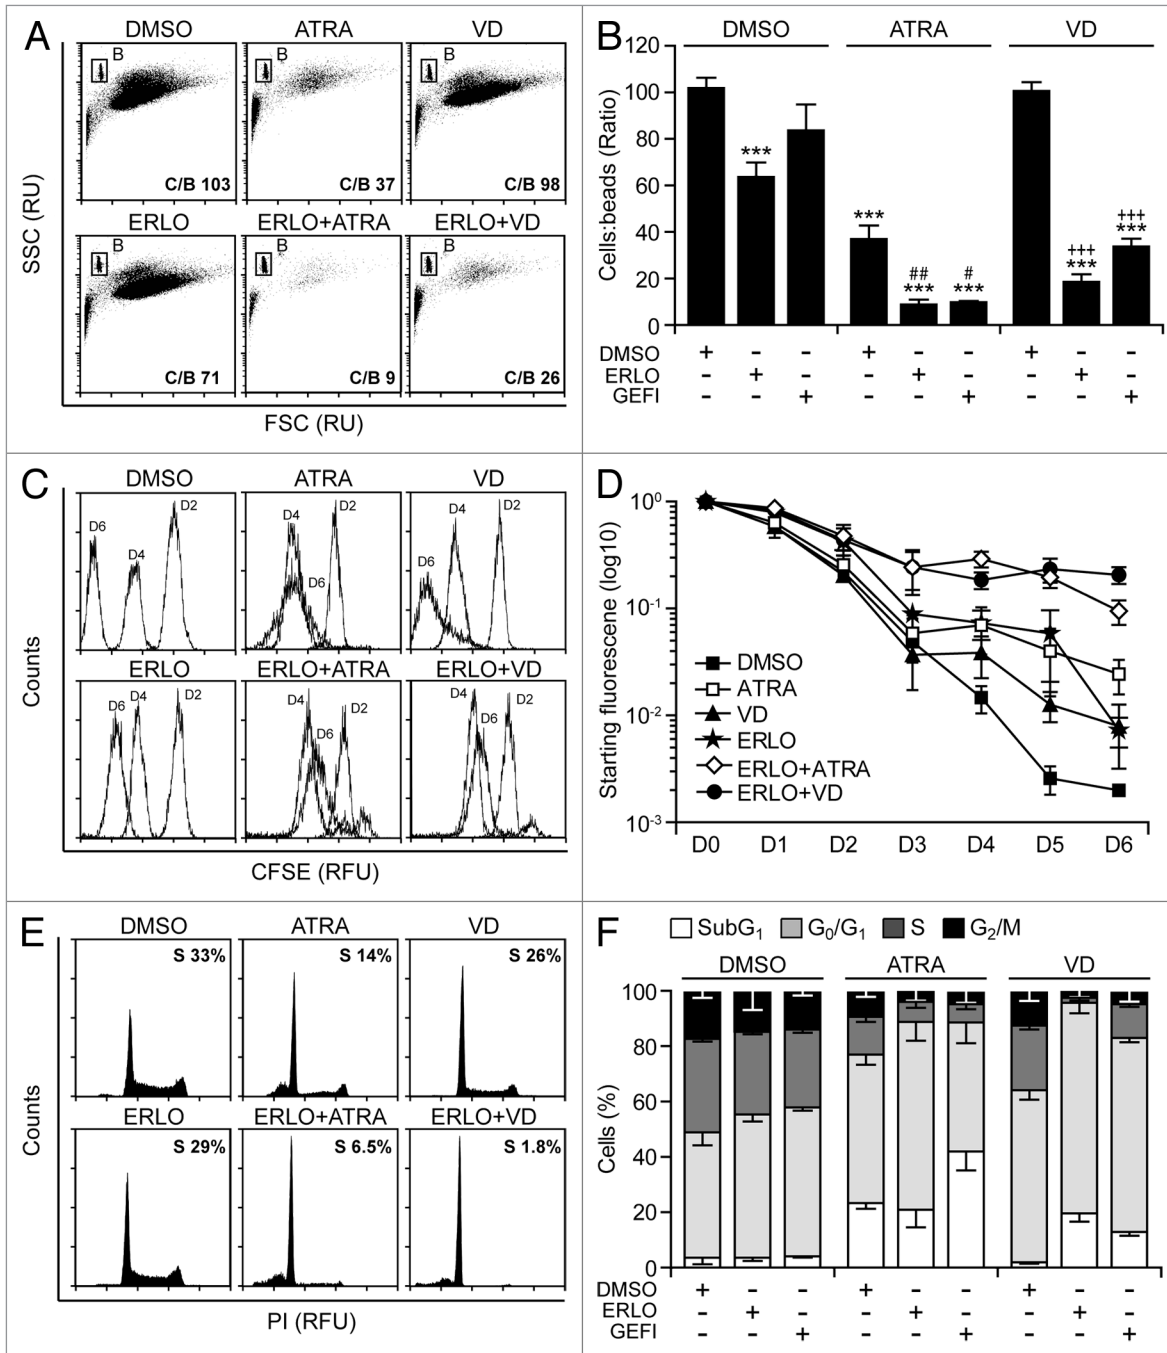 A
DMSO ATRA VD
B B B
C/B 103 C/B 37 C/B 98
ERLO ERLO+ATRA ERLO+VD
B B B
C/B 71 C/B 9 C/B 26
SSC (RU)
FSC (RU)
B
DMSO ATRA VD
Cells:beads (Ratio)
120
100
80
60
40
20
0
***
***
##
***
#
***
+++
***
+++
***
DMSO + - - + - - + - -
ERLO - + - - + - - + -
GEFI - - + - - + - - +
C
DMSO ATRA VD
D6 D4 D2
D4 D6 D2
D6 D4 D2
ERLO ERLO+ATRA ERLO+VD
D6 D4 D2
D4 D6 D2
D4 D6 D2
Counts
CFSE (RFU)
D
Starting fluorescene (log10)
10⁰
10⁻¹
10⁻²
10⁻³
DMSO
ATRA
VD
ERLO
ERLO+ATRA
ERLO+VD
D0 D1 D2 D3 D4 D5 D6
E
DMSO ATRA VD
S 33% S 14% S 26%
ERLO ERLO+ATRA ERLO+VD
S 29% S 6.5% S 1.8%
Counts
PI (RFU)
F
SubG₁ G₀/G₁ S G₂/M
DMSO ATRA VD
Cells (%)
100
80
60
40
20
0
DMSO + - - + - - + - -
ERLO - + - - + - - + -
GEFI - - + - - + - - +